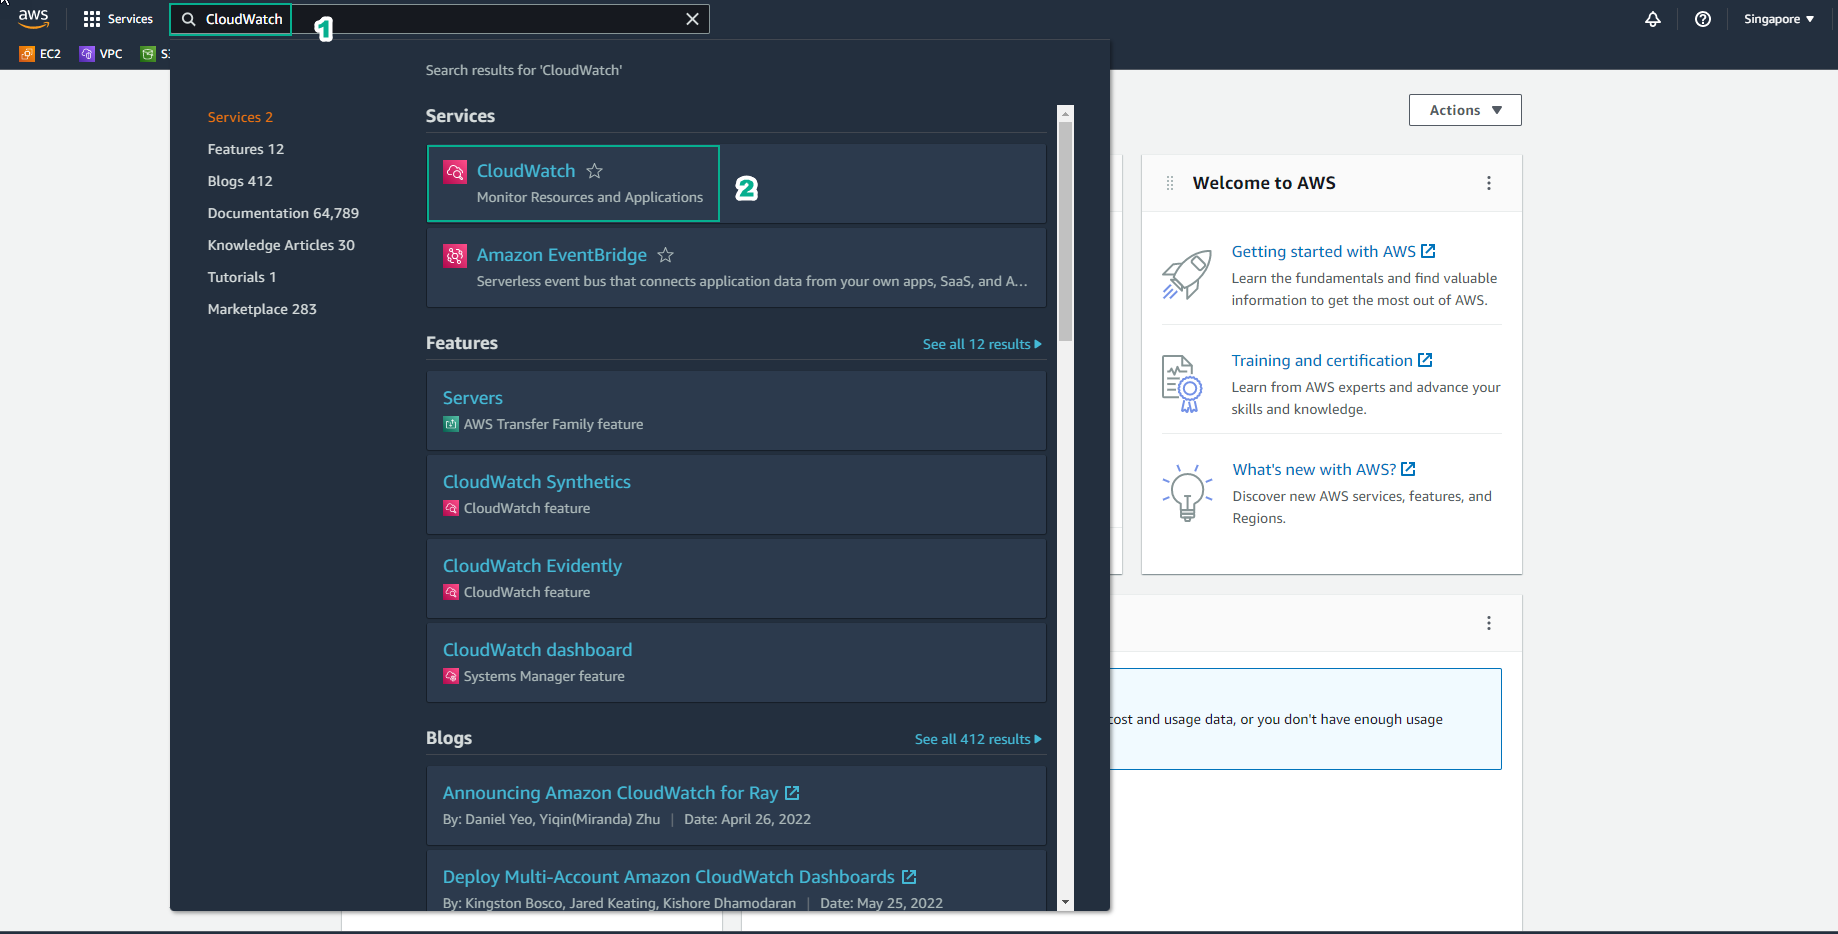 aws
Services
CloudWatch
1
Singapore
EC2
VPC
S3
Search results for 'CloudWatch'
Services 2
Features 12
Blogs 412
Documentation 64,789
Knowledge Articles 30
Tutorials 1
Marketplace 283
Services
CloudWatch
Monitor Resources and Applications
2
Amazon EventBridge
Serverless event bus that connects application data from your own apps, SaaS, and A...
Features
See all 12 results
Servers
AWS Transfer Family feature
CloudWatch Synthetics
CloudWatch feature
CloudWatch Evidently
CloudWatch feature
CloudWatch dashboard
Systems Manager feature
Blogs
See all 412 results
Announcing Amazon CloudWatch for Ray
By: Daniel Yeo, Yiqin(Miranda) Zhu | Date: April 26, 2022
Deploy Multi-Account Amazon CloudWatch Dashboards
By: Kingston Bosco, Jared Keating, Kishore Dhamodaran | Date: May 25, 2022
Actions
Welcome to AWS
Getting started with AWS
Learn the fundamentals and find valuable
information to get the most out of AWS.
Training and certification
Learn from AWS experts and advance your
skills and knowledge.
What's new with AWS?
Discover new AWS services, features, and
Regions.
cost and usage data, or you don't have enough usage